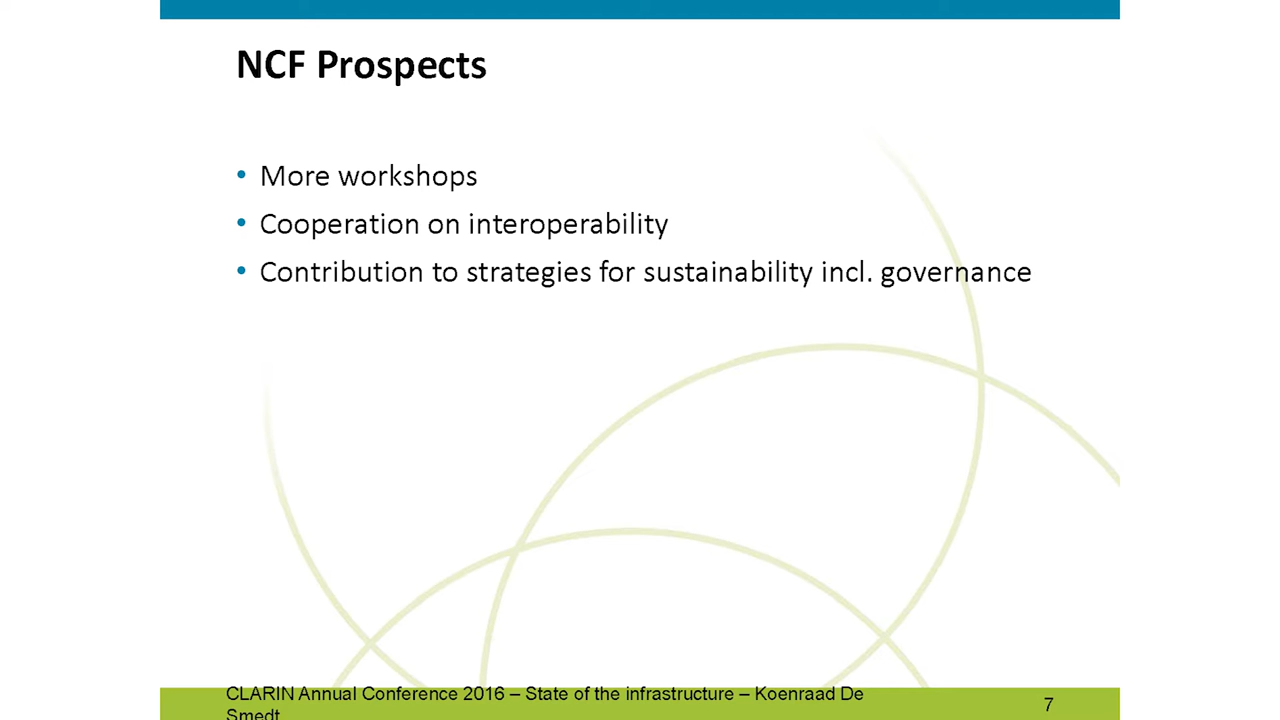 NCF Prospects
• More workshops
• Cooperation on interoperability
• Contribution to strategies for sustainability incl. governance
CLARIN Annual Conference 2016 – State of the infrastructure – Koenraad De
Smedt
7